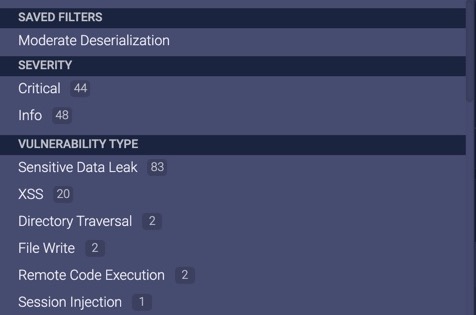 SAVED FILTERS
Moderate Deserialization
SEVERITY
Critical 44
Info 48
VULNERABILITY TYPE
Sensitive Data Leak 83
XSS 20
Directory Traversal 2
File Write 2
Remote Code Execution 2
Session Injection 1